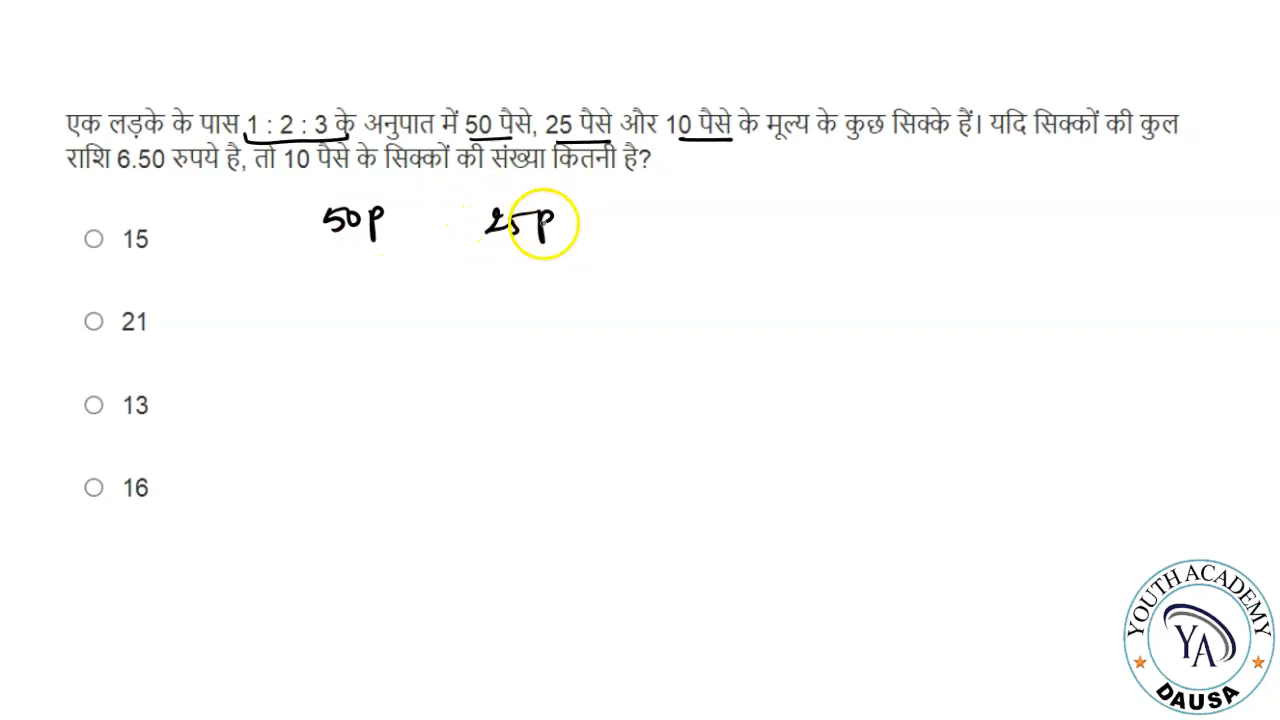 एक लड़के के पास 1 : 2 : 3 के अनुपात में 50 पैसे, 25 पैसे और 10 पैसे के मूल्य के कुछ सिक्के हैं। यदि सिक्कों की कुल
राशि 6.50 रुपये है, तो 10 पैसे के सिक्कों की संख्या कितनी है?
50p 25p
15
21
13
16
YOUTH ACADEMY
YA
DAUSA